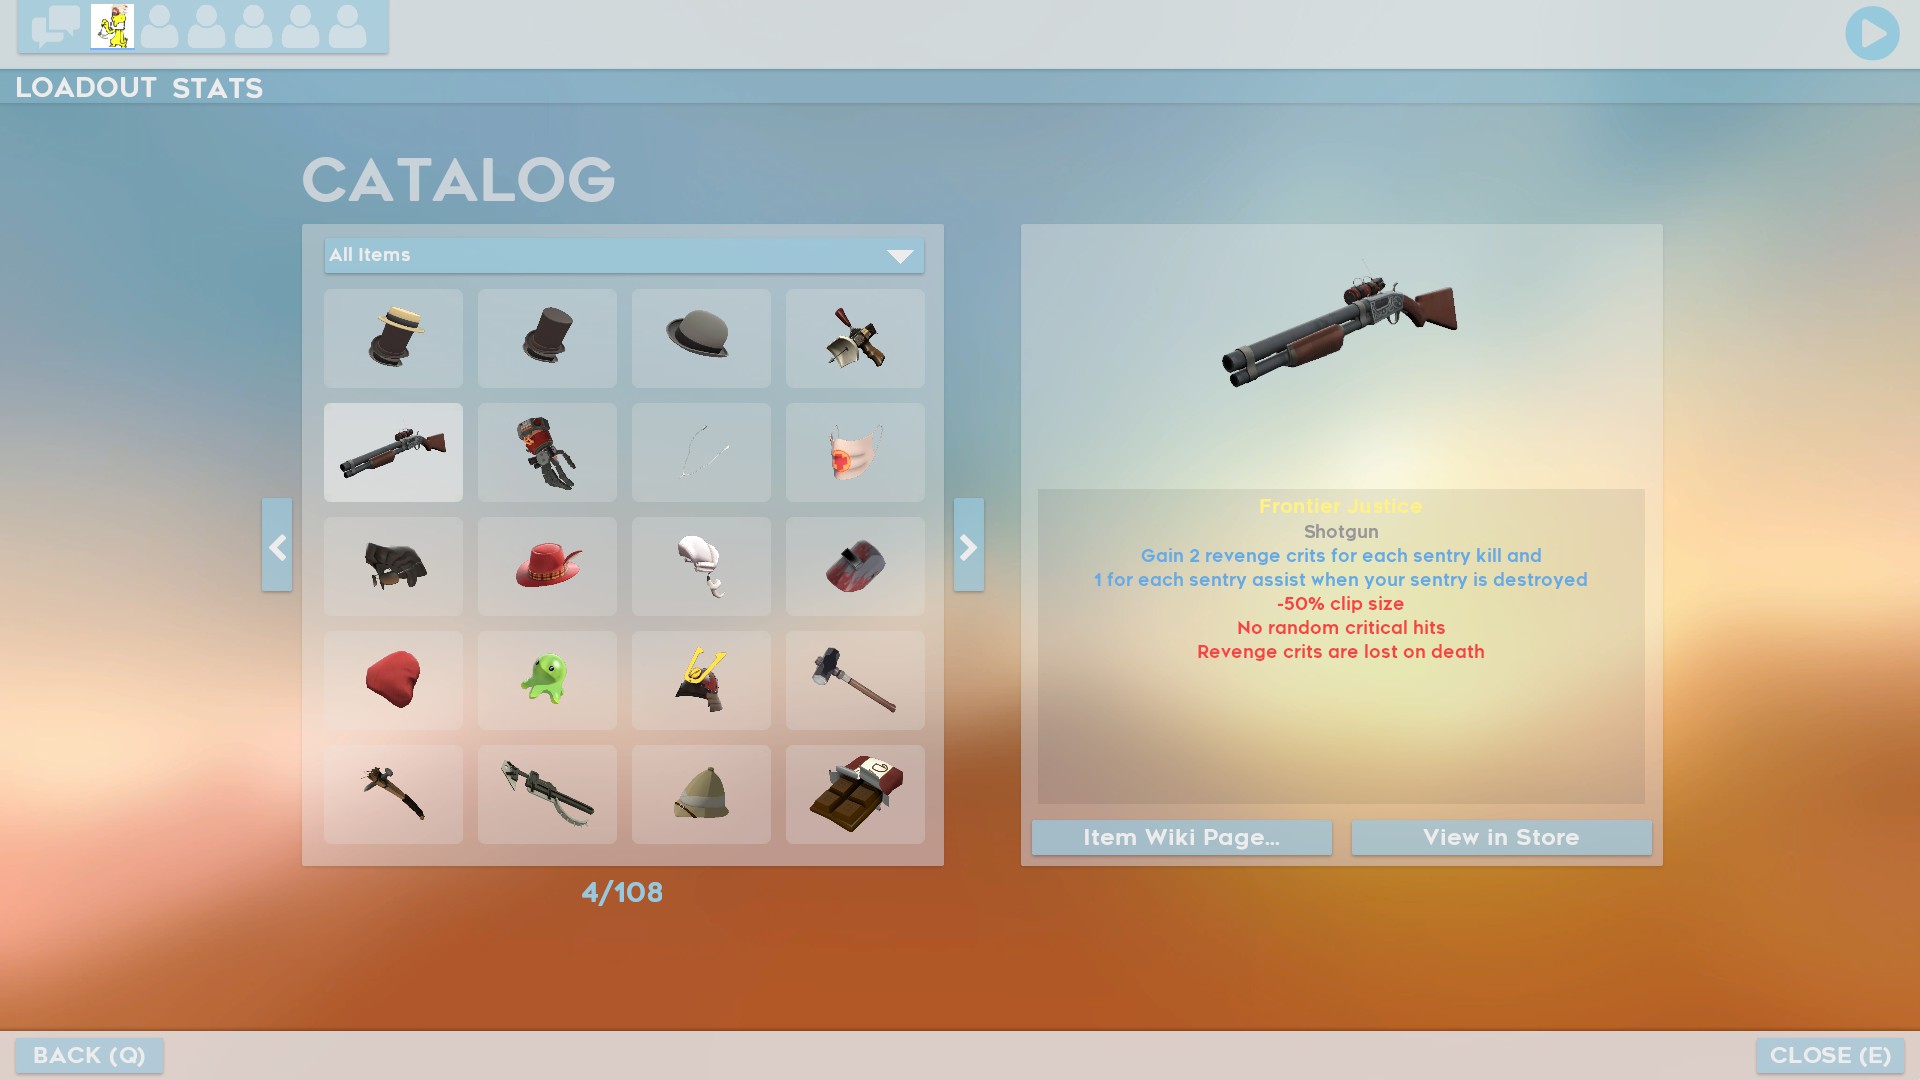 LOADOUT STATS
CATALOG
All Items
Frontier Justice
Shotgun
Gain 2 revenge crits for each sentry kill and
1 for each sentry assist when your sentry is destroyed
-50% clip size
No random critical hits
Revenge crits are lost on death
Item Wiki Page...
View in Store
4/108
BACK (Q)
CLOSE (E)